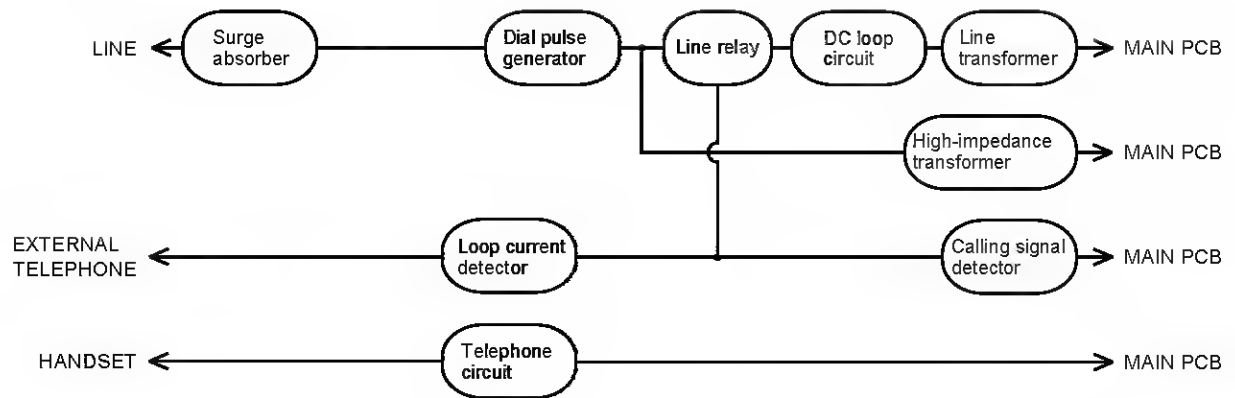 LINE
Surge
absorber
Dial pulse
generator
Line relay
DC loop
circuit
Line
transformer
MAIN PCB
High-impedance
transformer
MAIN PCB
EXTERNAL
TELEPHONE
Loop current
detector
Calling signal
detector
MAIN PCB
HANDSET
Telephone
circuit
MAIN PCB